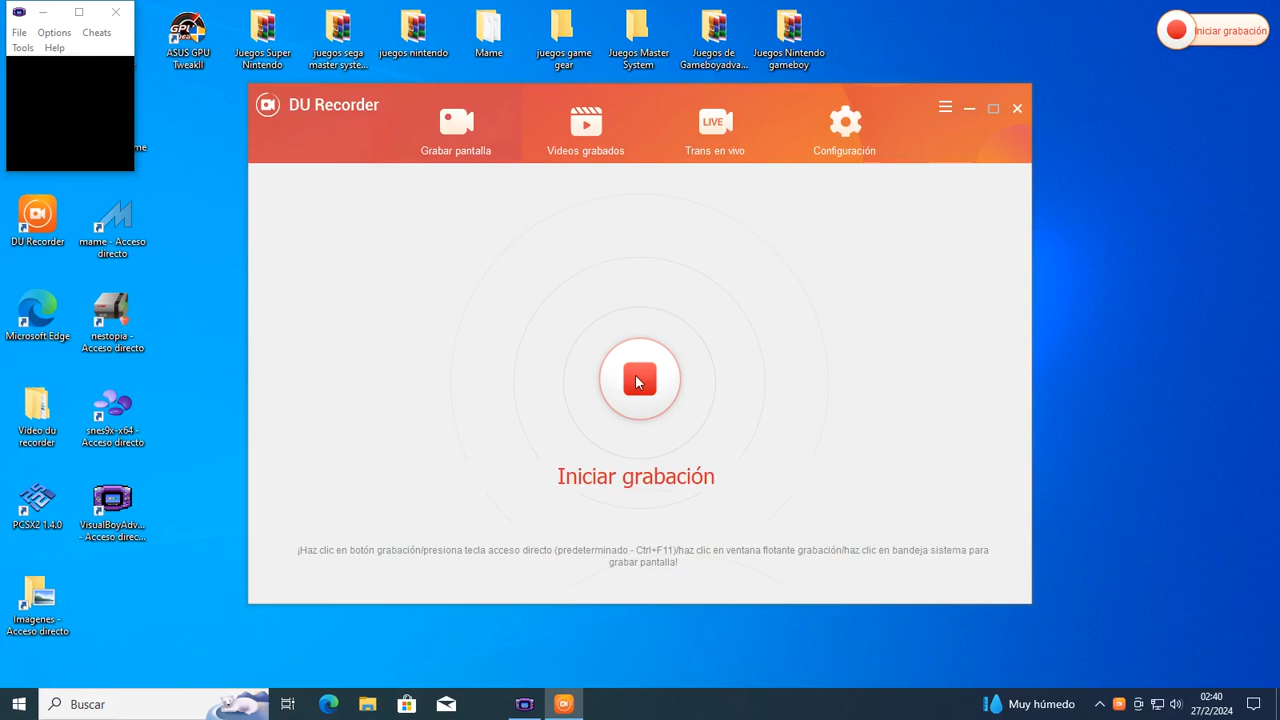 File Options Cheats
Tools Help
ASUS GPU
TweakII
Juegos Super
Nintendo
juegos sega
master syste...
juegos nintendo
Mame
juegos game
gear
Juegos Master
System
Juegos de
Gameboyadva...
Juegos Nintendo
gameboy
Iniciar grabación
DU Recorder
Grabar pantalla
Videos grabados
LIVE
Trans en vivo
Configuración
DU Recorder
mame - Acceso
directo
Microsoft Edge
nestopia -
Acceso directo
Video du
recorder
snes9x-x64 -
Acceso directo
PCSX2 1.4.0
VisualBoyAdv...
- Acceso direc...
Imágenes -
Acceso directo
Iniciar grabación
¡Haz clic en botón grabación/presiona tecla acceso directo (predeterminado - Ctrl+F11)/haz clic en ventana flotante grabación/haz clic en bandeja sistema para
grabar pantalla!
Buscar
Muy húmedo
02:40
27/2/2024